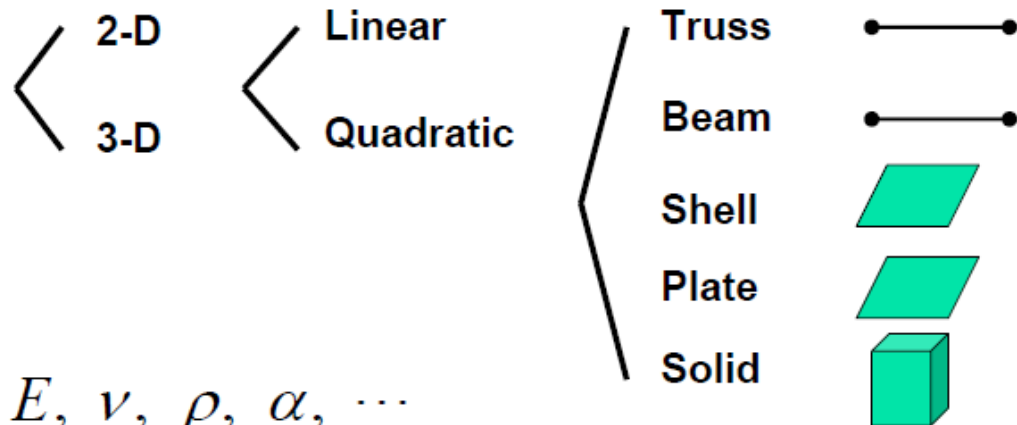 2-D Linear Truss
Beam
3-D Quadratic
Shell
Plate
Solid
E, ν, ρ, α, ⋯